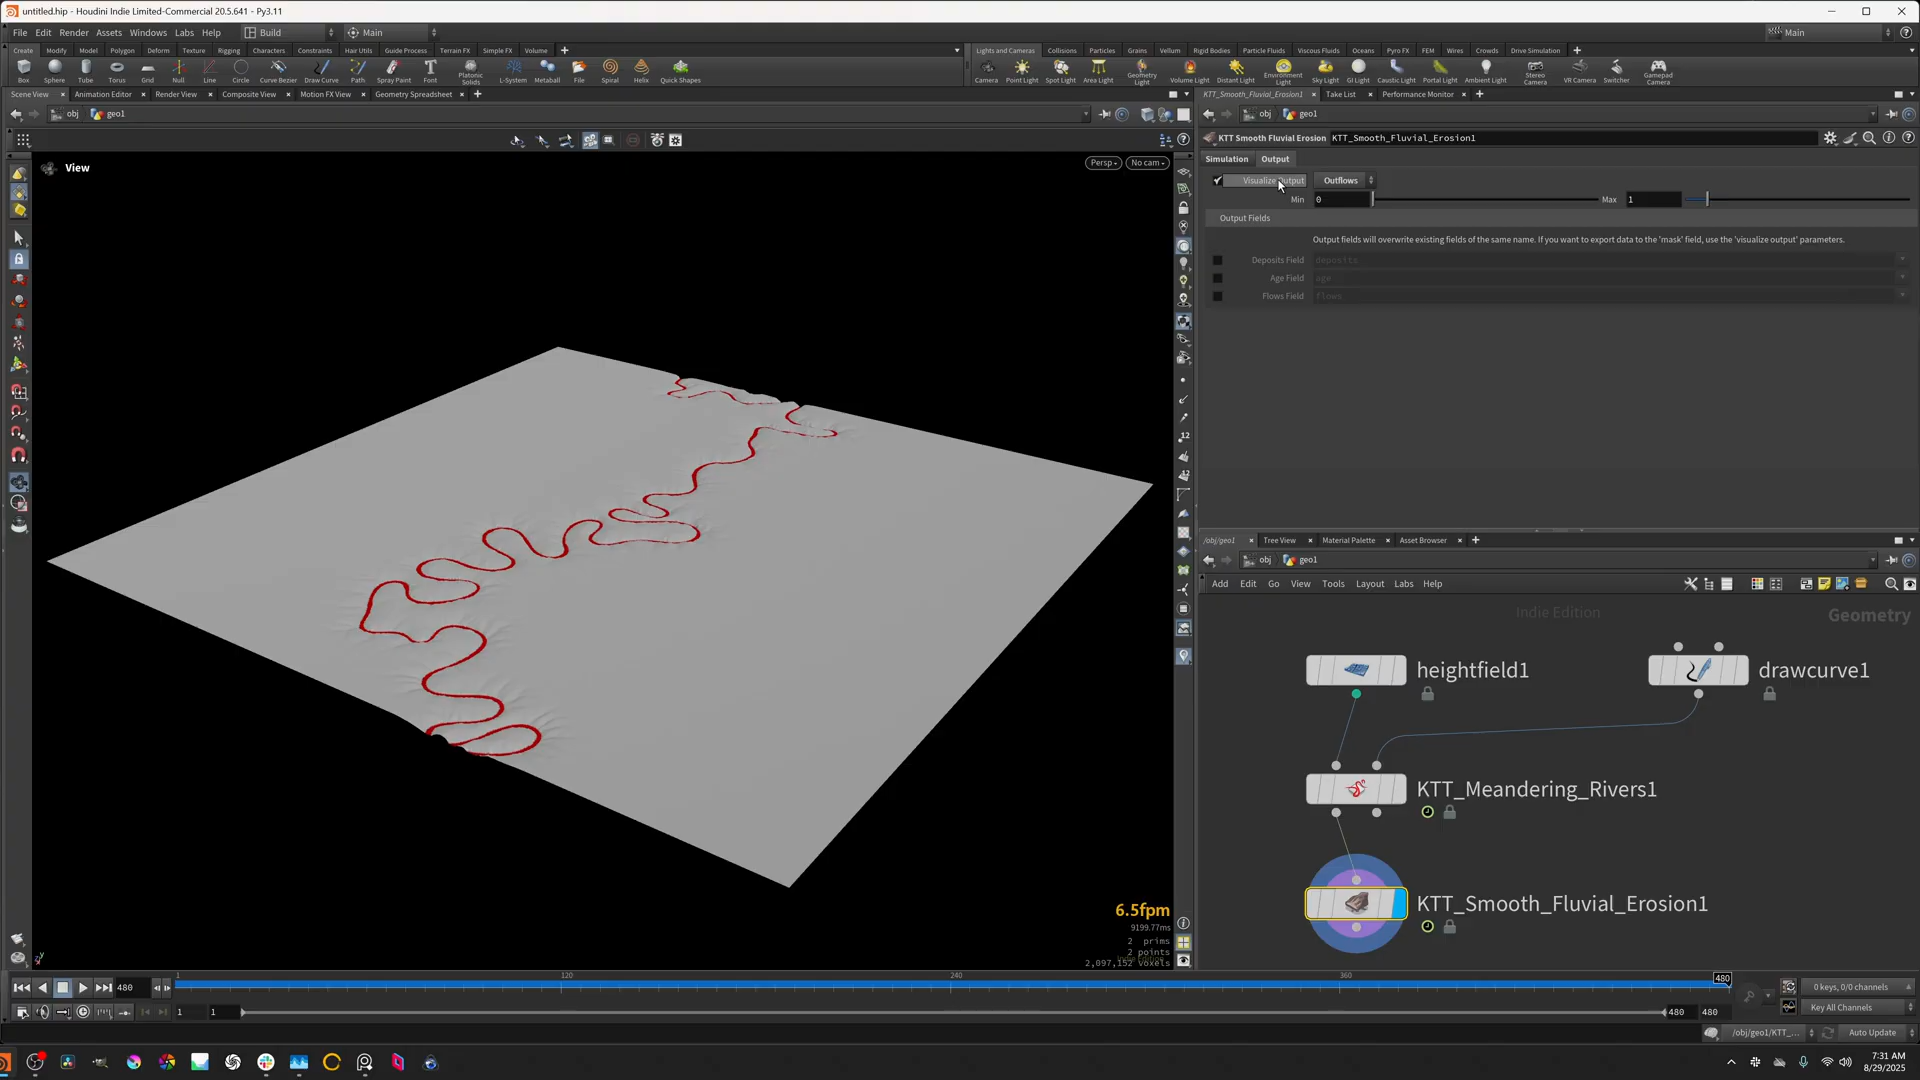 untitled.hip - Houdini Indie Limited-Commercial 20.5.641 - Py3.11
File Edit Render Assets Windows Labs Help Build Main Main
Create Modify Model Polygon Deform Texture Rigging Characters Constraints Hair Utils Guide Process Terrain FX Simple FX Volume
Lights and Cameras Collisions Particles Grains Vellum Rigid Bodies Particle Fluids Viscous Fluids Oceans Pyro FX FEM Wires Crowds Drive Simulation
Box Sphere Tube Torus Grid Null Line Circle Curve Bezier Draw Curve Path Spray Paint Font Platonic Solids L-System Metaball File Spiral Helix Quick Shapes
Camera Point Light Spot Light Area Light Geometry Light Volume Light Distant Light Environment Light Sky Light GI Light Caustic Light Portal Light Ambient Light Stereo Camera VR Camera Switcher Gamepad Camera
Scene View Animation Editor Render View Composite View Motion FX View Geometry Spreadsheet
KTT_Smooth_Fluvial_Erosion1 Take List Performance Monitor
obj geo1
obj geo1
KTT Smooth Fluvial Erosion KTT_Smooth_Fluvial_Erosion1
Simulation Output
Visualize Output Outflows
Min 0 Max 1
Output Fields
Output fields will overwrite existing fields of the same name. If you want to export data to the 'mask' field, use the 'visualize output' parameters.
Deposits Field deposits
Age Field age
Flows Field flows
View
Persp No cam
12
12
/obj/geo1 Tree View Material Palette Asset Browser
obj geo1
Add Edit Go View Tools Layout Labs Help
Indie Edition
Geometry
heightfield1
drawcurve1
KTT_Meandering_Rivers1
KTT_Smooth_Fluvial_Erosion1
6.5fpm
9199.77ms
2 prims
2 points
2,097,152 voxels
480
1 120 240 360 480
0 keys, 0/0 channels
1 1 480 480
Key All Channels
/obj/geo1/KTT_... Auto Update
7:31 AM
8/29/2025